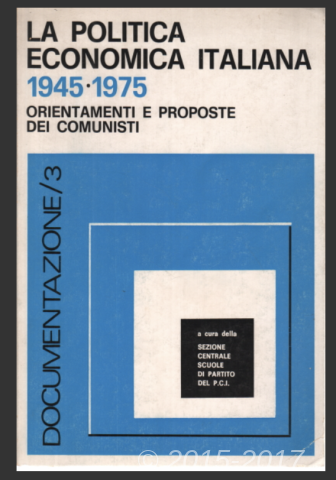 LA POLITICA
ECONOMICA ITALIANA
1945·1975
ORIENTAMENTI E PROPOSTE
DEI COMUNISTI
DOCUMENTAZIONE/3
a cura della
SEZIONE
CENTRALE
SCUOLE
DI PARTITO
DEL P.C.I.
© 2015-2017